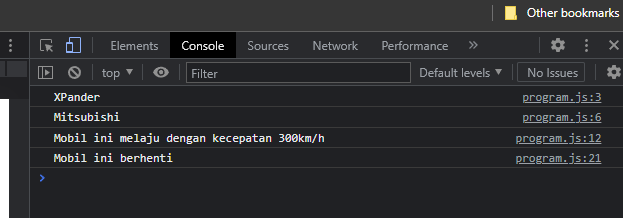 Other bookmarks
Elements Console Sources Network Performance »
top Filter Default levels No Issues
XPander program.js:3
Mitsubishi program.js:6
Mobil ini melaju dengan kecepatan 300km/h program.js:12
Mobil ini berhenti program.js:21